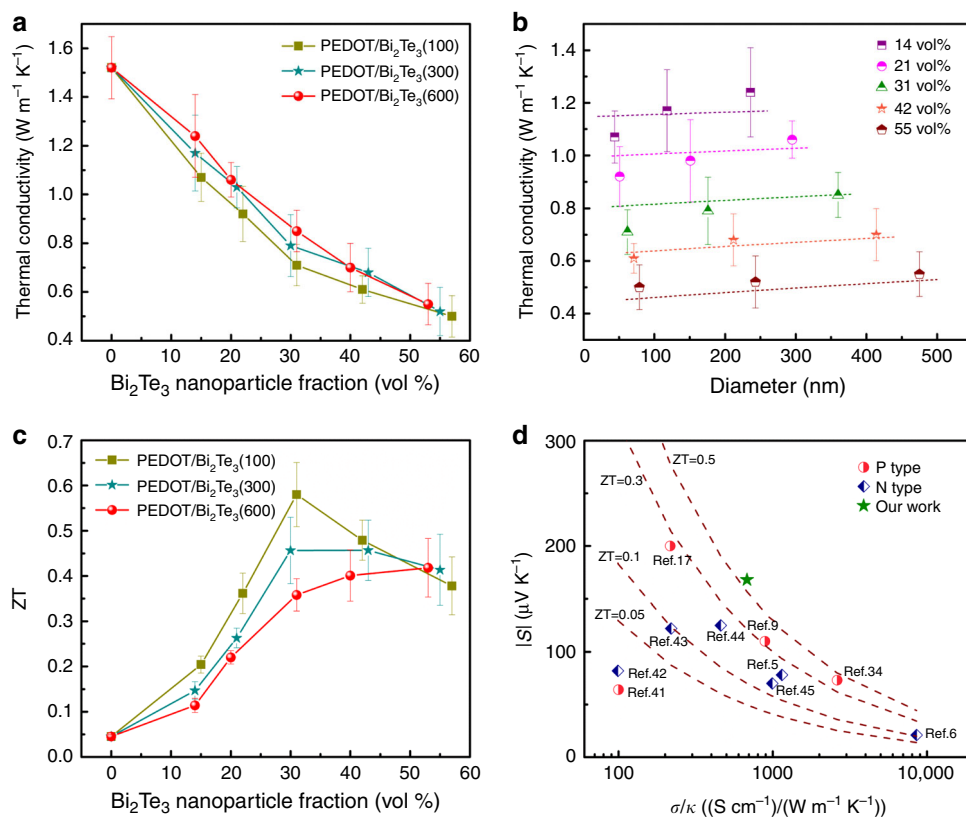 a
Thermal conductivity (W m⁻¹ K⁻¹)
1.6
1.4
1.2
1.0
0.8
0.6
0.4
PEDOT/Bi₂Te₃(100)
PEDOT/Bi₂Te₃(300)
PEDOT/Bi₂Te₃(600)
0 10 20 30 40 50 60
Bi₂Te₃ nanoparticle fraction (vol %)
b
Thermal conductivity (W m⁻¹ K⁻¹)
1.4
1.2
1.0
0.8
0.6
0.4
14 vol%
21 vol%
31 vol%
42 vol%
55 vol%
0 100 200 300 400 500
Diameter (nm)
c
ZT
0.7
0.6
0.5
0.4
0.3
0.2
0.1
0.0
PEDOT/Bi₂Te₃(100)
PEDOT/Bi₂Te₃(300)
PEDOT/Bi₂Te₃(600)
0 10 20 30 40 50 60
Bi₂Te₃ nanoparticle fraction (vol %)
d
|S| (μV K⁻¹)
300
200
100
0
ZT=0.5
ZT=0.3
ZT=0.1
ZT=0.05
P type
N type
Our work
Ref.17
Ref.9
Ref.43
Ref.44
Ref.5
Ref.34
Ref.42
Ref.41
Ref.45
Ref.6
100 1000 10,000
σ/κ ((S cm⁻¹)/(W m⁻¹ K⁻¹))